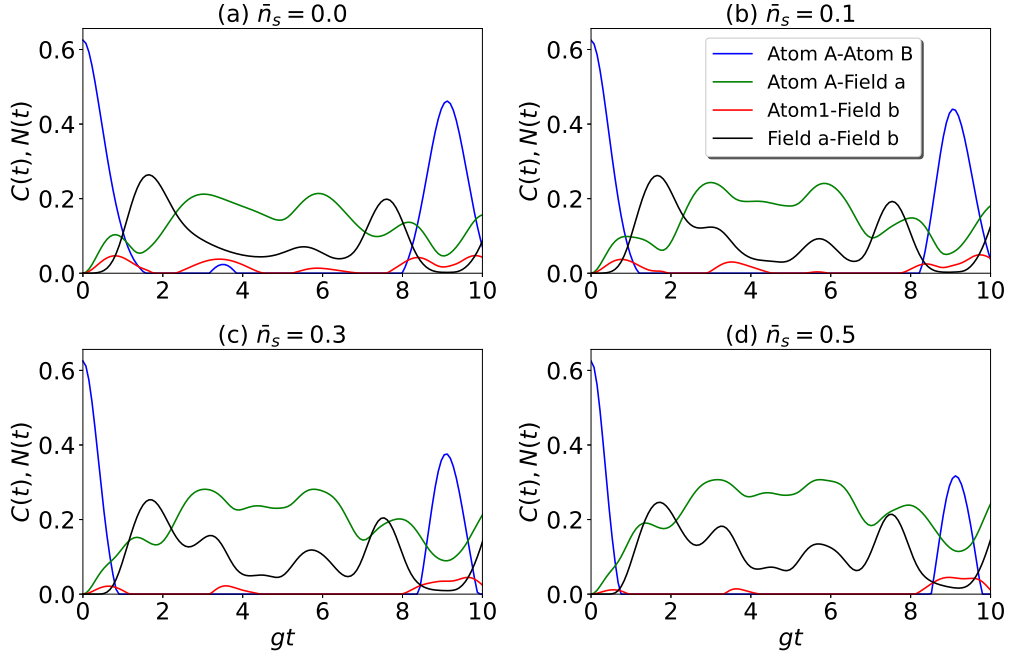 (a) n̄ₛ = 0.0
(b) n̄ₛ = 0.1
C(t), N(t)
0.6
0.4
0.2
0.0
0 2 4 6 8 10
C(t), N(t)
0.6
0.4
0.2
0.0
0 2 4 6 8 10
Atom A-Atom B
Atom A-Field a
Atom1-Field b
Field a-Field b
(c) n̄ₛ = 0.3
(d) n̄ₛ = 0.5
C(t), N(t)
0.6
0.4
0.2
0.0
0 2 4 6 8 10
gt
C(t), N(t)
0.6
0.4
0.2
0.0
0 2 4 6 8 10
gt